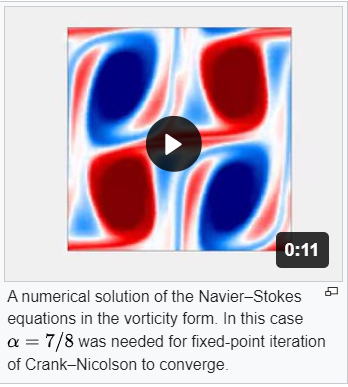 0:11
A numerical solution of the Navier–Stokes
equations in the vorticity form. In this case
α = 7/8 was needed for fixed-point iteration
of Crank–Nicolson to converge.